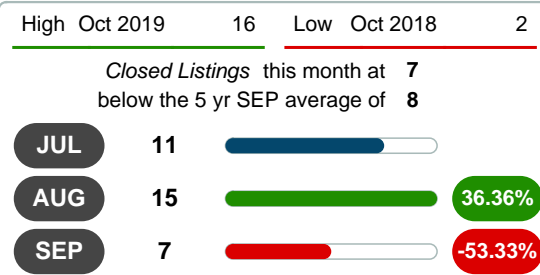 High Oct 2019 16 Low Oct 2018 2
Closed Listings this month at 7
below the 5 yr SEP average of 8
JUL 11
AUG 15 36.36%
SEP 7 -53.33%